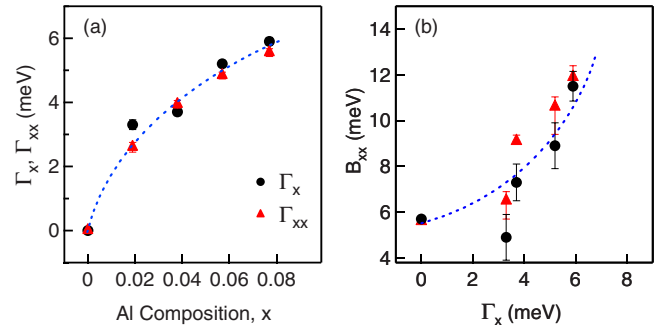 (a)
Γx, Γxx (meV)
6
4
2
0
Γx
Γxx
0 0.02 0.04 0.06 0.08
Al Composition, x
(b)
Bxx (meV)
14
12
10
8
6
4
0 2 4 6 8
Γx (meV)